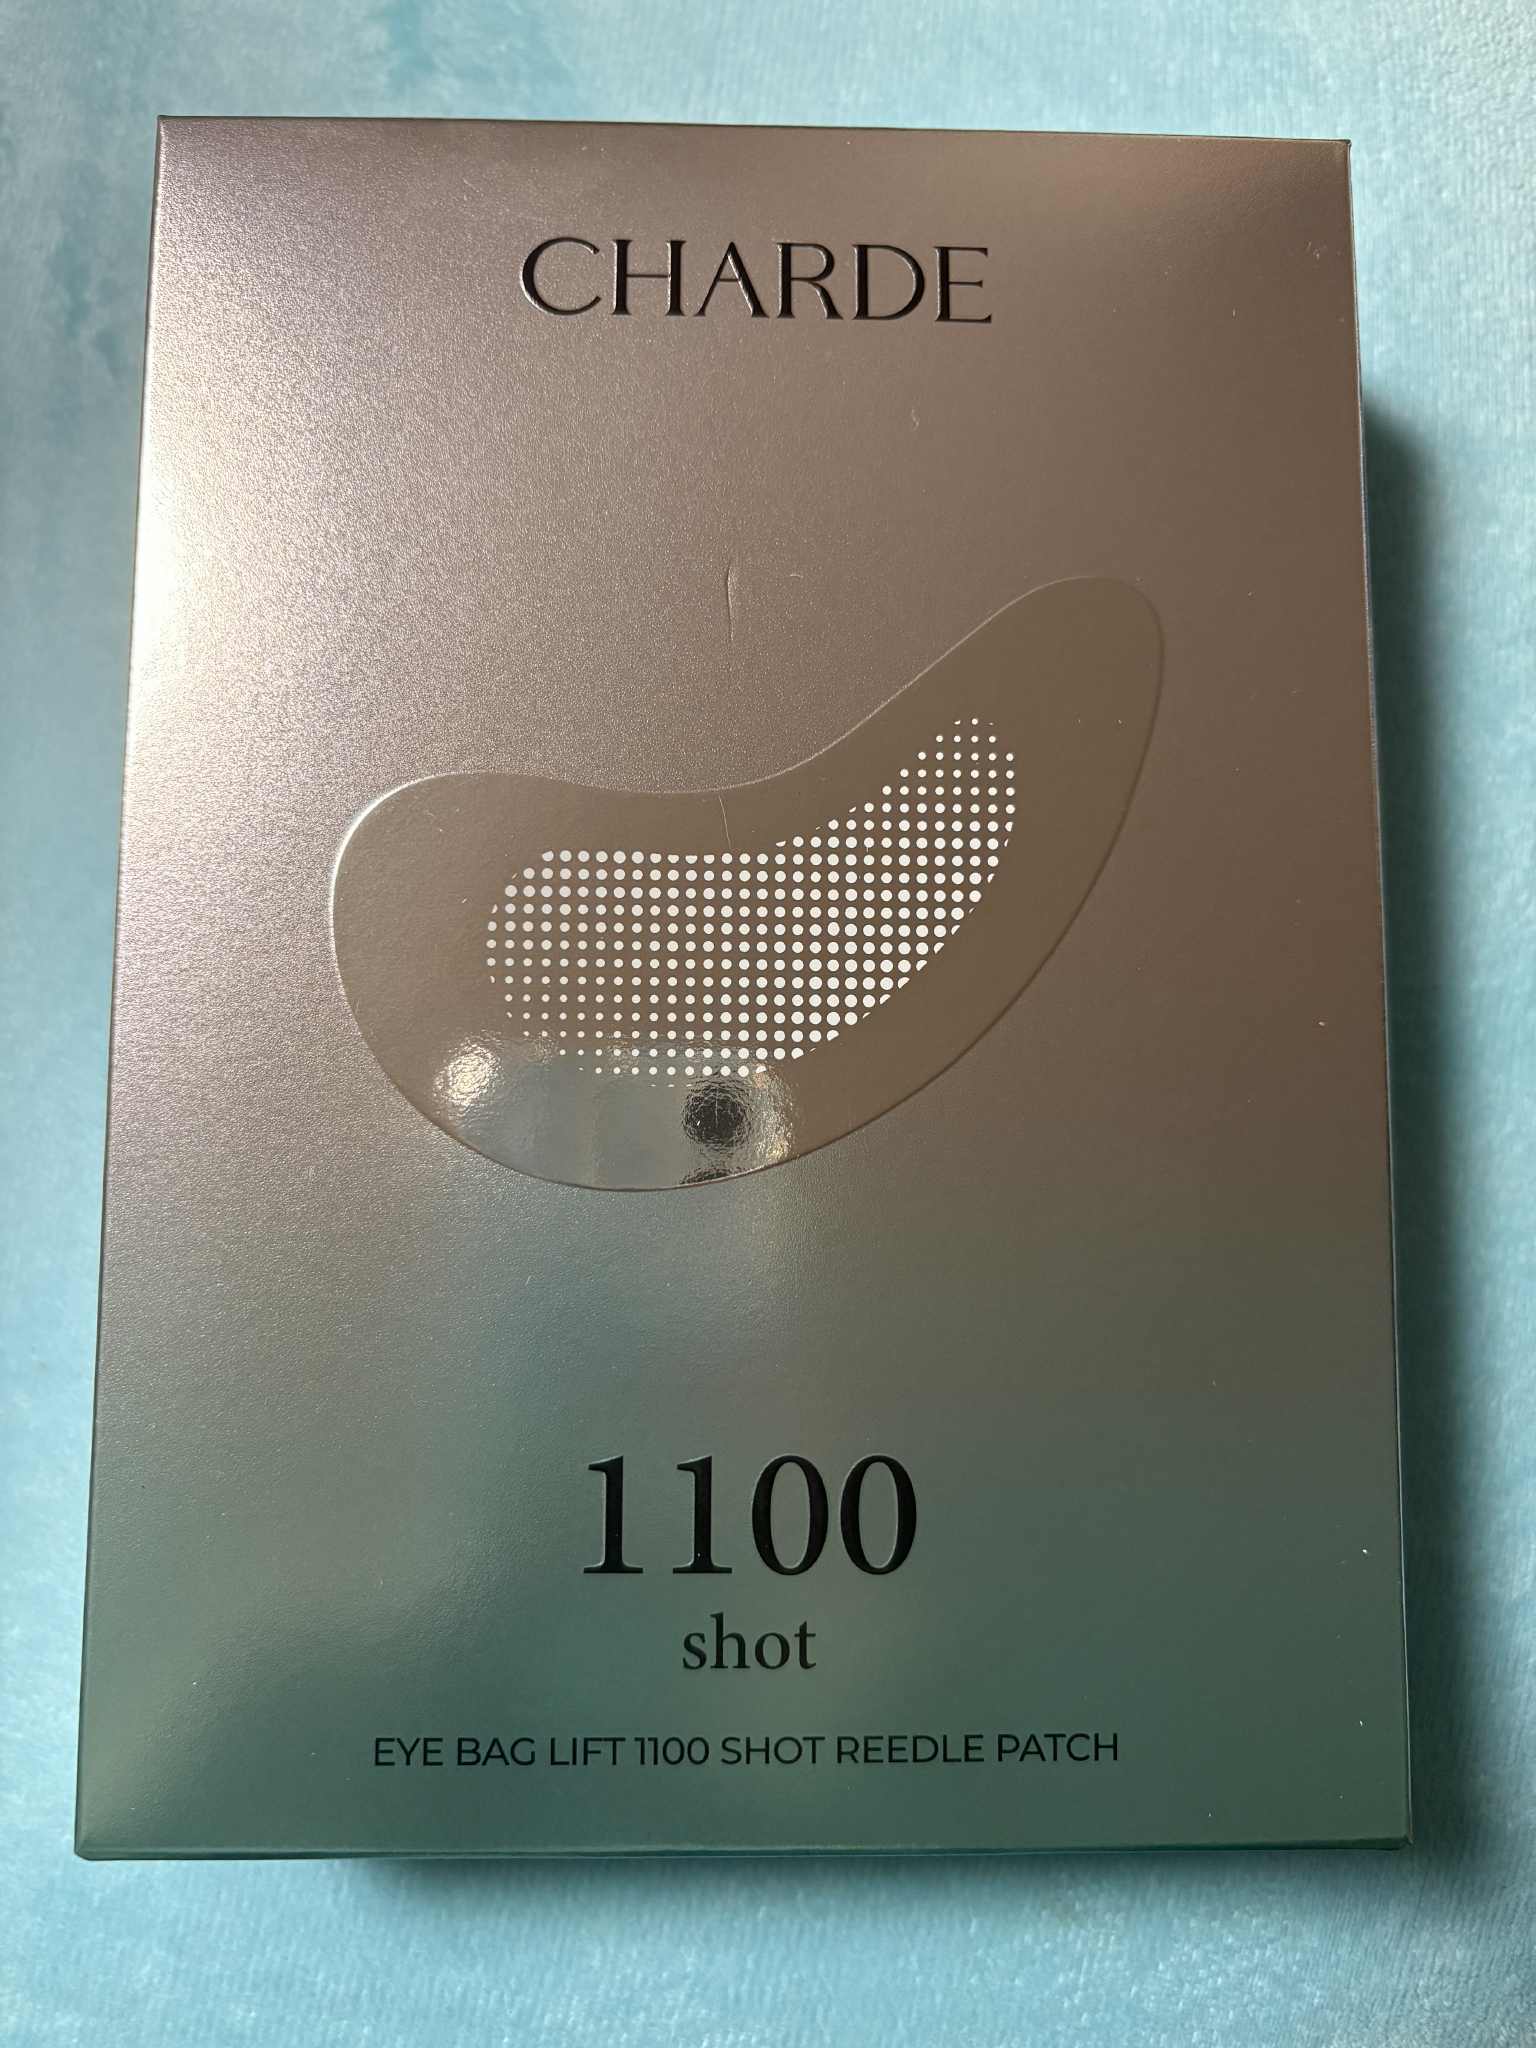 CHARDE
1100
shot
EYE BAG LIFT 1100 SHOT REEDLE PATCH